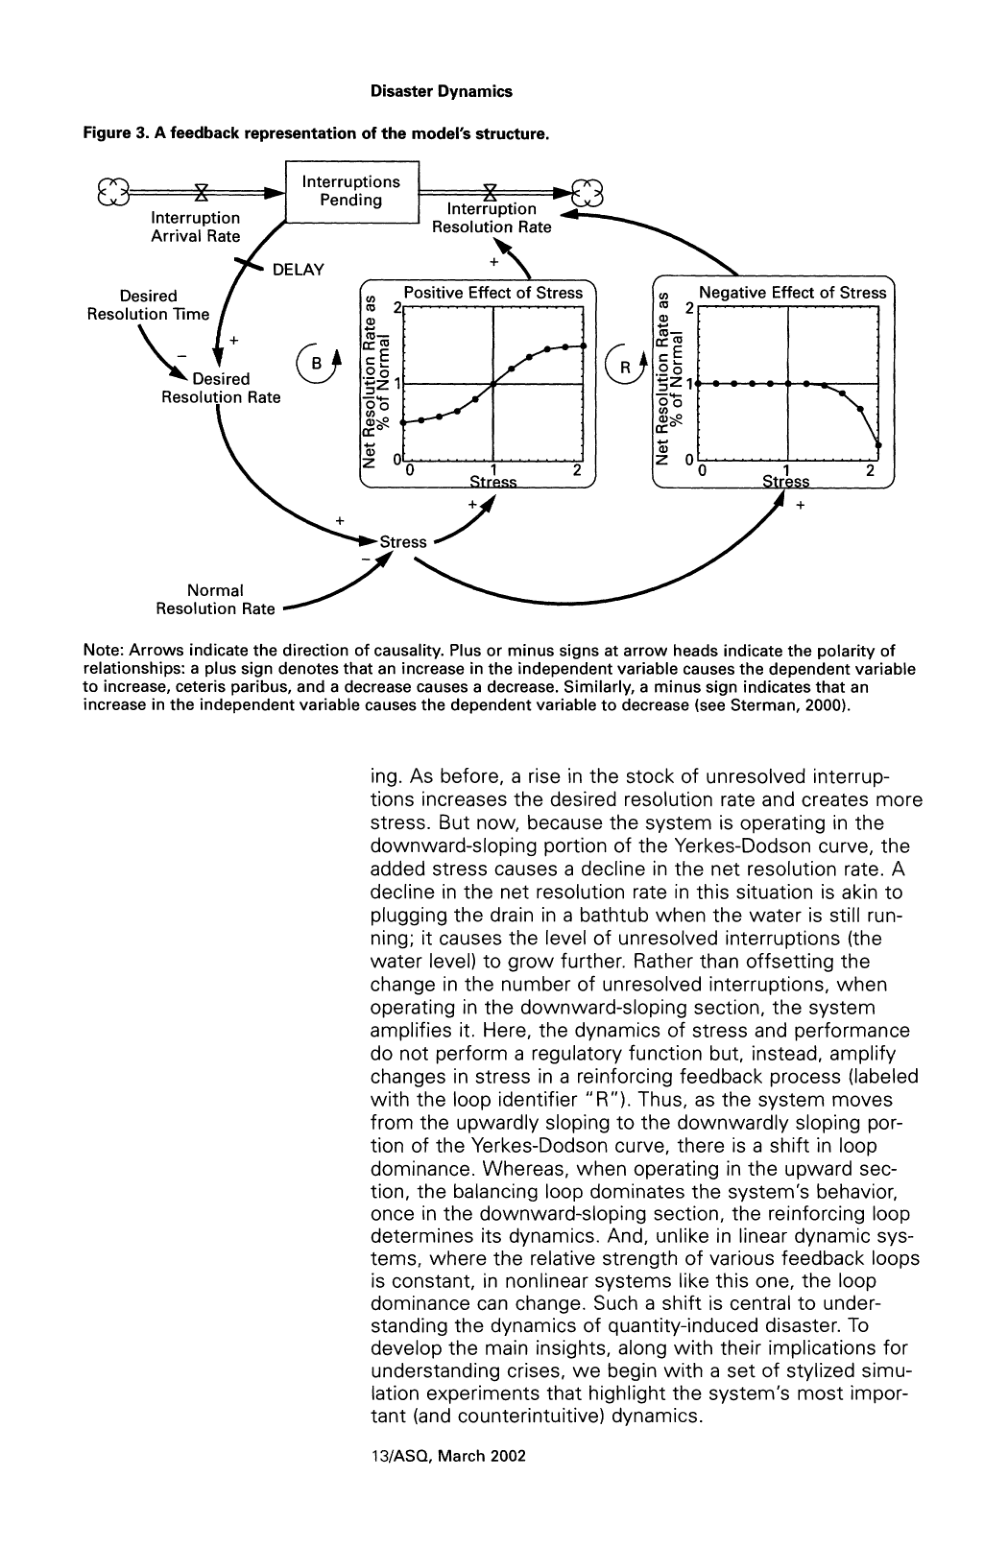 Disaster Dynamics
Figure 3. A feedback representation of the model's structure.
Interruptions
Pending
Interruption
Arrival Rate
Interruption
Resolution Rate
DELAY
+
Desired
Resolution Time
–
+
Desired
Resolution Rate
B
Positive Effect of Stress
Net Resolution Rate as
% of Normal
2
1
0
0
1
2
Stress
R
Negative Effect of Stress
Net Resolution Rate as
% of Normal
2
1
0
0
1
2
Stress
+
+
+
Stress
–
Normal
Resolution Rate
Note: Arrows indicate the direction of causality. Plus or minus signs at arrow heads indicate the polarity of
relationships: a plus sign denotes that an increase in the independent variable causes the dependent variable
to increase, ceteris paribus, and a decrease causes a decrease. Similarly, a minus sign indicates that an
increase in the independent variable causes the dependent variable to decrease (see Sterman, 2000).
ing. As before, a rise in the stock of unresolved interrup-
tions increases the desired resolution rate and creates more
stress. But now, because the system is operating in the
downward-sloping portion of the Yerkes-Dodson curve, the
added stress causes a decline in the net resolution rate. A
decline in the net resolution rate in this situation is akin to
plugging the drain in a bathtub when the water is still run-
ning; it causes the level of unresolved interruptions (the
water level) to grow further. Rather than offsetting the
change in the number of unresolved interruptions, when
operating in the downward-sloping section, the system
amplifies it. Here, the dynamics of stress and performance
do not perform a regulatory function but, instead, amplify
changes in stress in a reinforcing feedback process (labeled
with the loop identifier "R"). Thus, as the system moves
from the upwardly sloping to the downwardly sloping por-
tion of the Yerkes-Dodson curve, there is a shift in loop
dominance. Whereas, when operating in the upward sec-
tion, the balancing loop dominates the system's behavior,
once in the downward-sloping section, the reinforcing loop
determines its dynamics. And, unlike in linear dynamic sys-
tems, where the relative strength of various feedback loops
is constant, in nonlinear systems like this one, the loop
dominance can change. Such a shift is central to under-
standing the dynamics of quantity-induced disaster. To
develop the main insights, along with their implications for
understanding crises, we begin with a set of stylized simu-
lation experiments that highlight the system's most impor-
tant (and counterintuitive) dynamics.
13/ASQ, March 2002